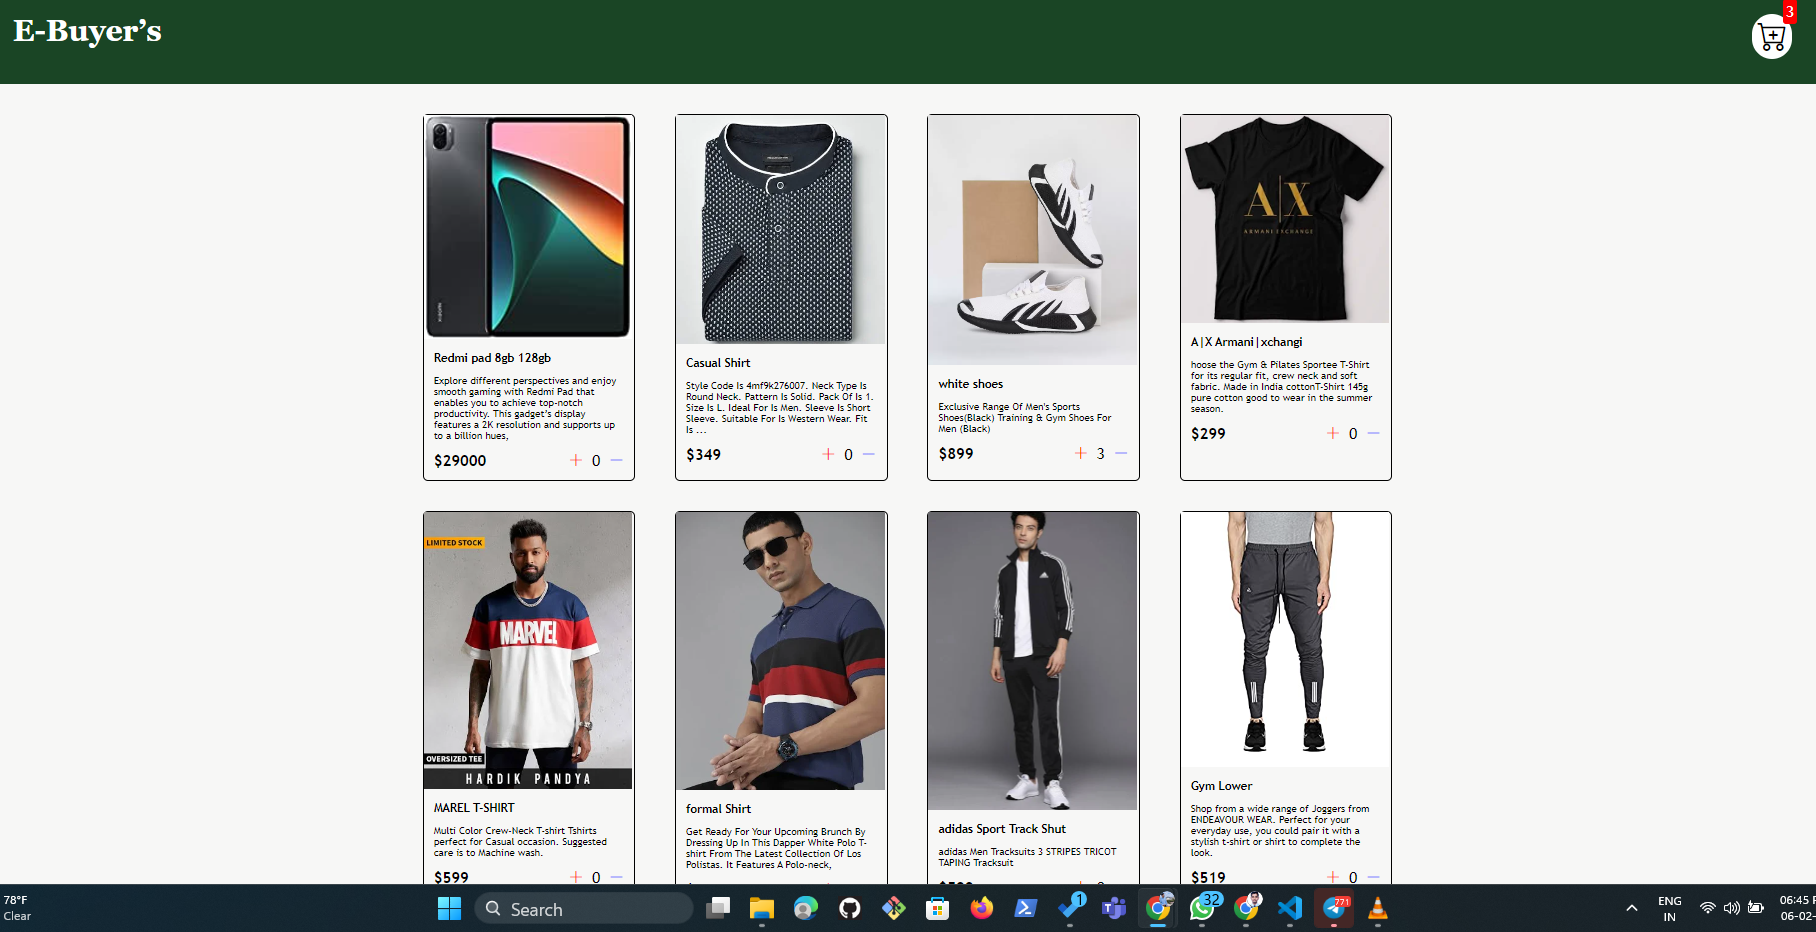 E-Buyer’s
3
Redmi pad 8gb 128gb
Explore different perspectives and enjoy
smooth gaming with Redmi Pad that
enables you to achieve top-notch
productivity. This gadget’s display
features a 2K resolution and supports up
to a billion hues,
$29000
+ 0 −
Casual Shirt
Style Code Is 4mf9k276007. Neck Type Is
Round Neck. Pattern Is Solid. Pack Of Is 1.
Size Is L. Ideal For Is Men. Sleeve Is Short
Sleeve. Suitable For Is Western Wear. Fit
Is ...
$349
+ 0 −
white shoes
Exclusive Range Of Men's Sports
Shoes(Black) Training & Gym Shoes For
Men (Black)
$899
+ 3 −
A|X
ARMANI EXCHANGE
A|X Armani|xchangi
hoose the Gym & Pilates Sportee T-Shirt
for its regular fit, crew neck and soft
fabric. Made in India cottonT-Shirt 145g
pure cotton good to wear in the summer
season.
$299
+ 0 −
LIMITED STOCK
MARVEL
OVERSIZED TEE
HARDIK PANDYA
MAREL T-SHIRT
Multi Color Crew-Neck T-shirt Tshirts
perfect for Casual occasion. Suggested
care is to Machine wash.
$599
+ 0 −
formal Shirt
Get Ready For Your Upcoming Brunch By
Dressing Up In This Dapper White Polo T-
shirt From The Latest Collection Of Los
Polistas. It Features A Polo-neck,
adidas Sport Track Shut
adidas Men Tracksuits 3 STRIPES TRICOT
TAPING Tracksuit
Gym Lower
Shop from a wide range of Joggers from
ENDEAVOUR WEAR. Perfect for your
everyday use, you could pair it with a
stylish t-shirt or shirt to complete the
look.
$519
+ 0 −
78°F
Clear
Search
1
32
771
ENG
IN
06:45
06-02-